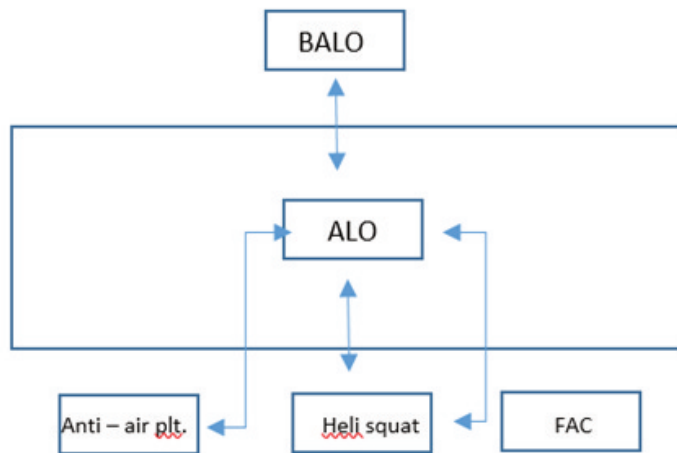 BALO
ALO
Anti – air plt.
Heli squat
FAC